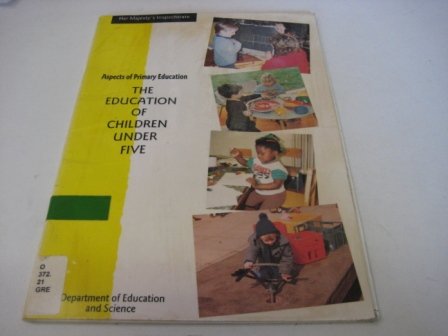 Her Majesty's Inspectorate
Aspects of Primary Education
THE
EDUCATION
OF
CHILDREN
UNDER
FIVE
O
372.
21
GRE
Department of Education
and Science